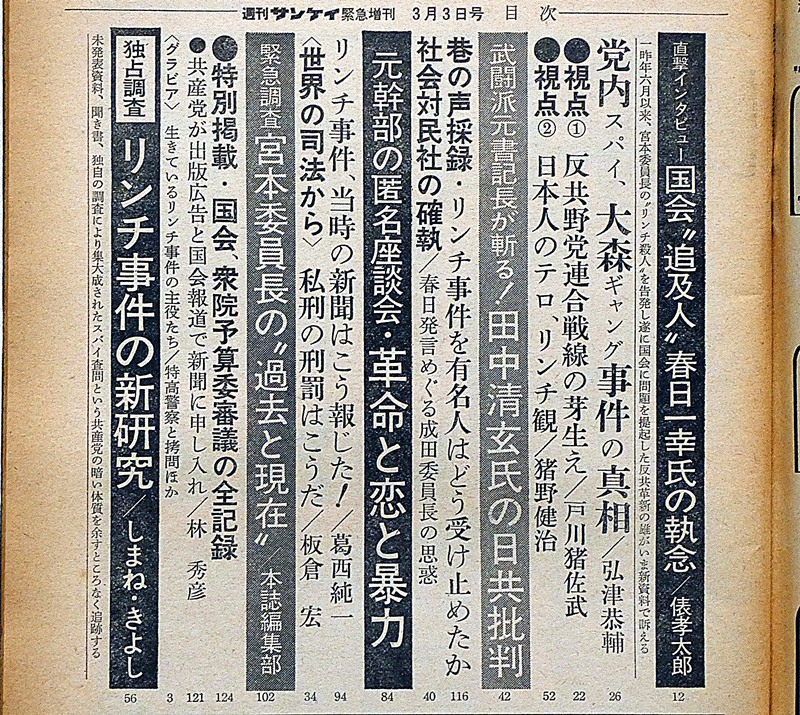 週刊サンケイ緊急増刊 3月3日号 目次
直撃インタビュー 国会〝追及人〟春日一幸氏の執念／俵孝太郎 12
一昨年六月以来、宮本委員長の〝リンチ殺人〟を告発し遂に国会に問題を提起した反共革新の雄がいま新資料で訴える
党内スパイ、大森ギャング事件の真相／弘津恭輔 26
●視点① 反共野党連合戦線の芽生え／戸川猪佐武 22
●視点② 日本人のテロ、リンチ観／猪野健治 52
武闘派元書記長が斬る！田中清玄氏の日共批判 42
巷の声採録・リンチ事件を有名人はどう受け止めたか 116
社会対民社の確執／春日発言めぐる成田委員長の思惑 40
元幹部の匿名座談会・革命と恋と暴力 84
リンチ事件、当時の新聞はこう報じた！／葛西純一 94
〈世界の司法から〉私刑の刑罰はこうだ／板倉 宏 34
緊急調査 宮本委員長の〝過去と現在〟／本誌編集部 102
●特別掲載・国会、衆院予算委審議の全記録 124
●共産党が出版広告と国会報道で新聞に申し入れ／林 秀彦 121
〈グラビア〉生きているリンチ事件の主役たち／特高警察と拷問ほか 3
独占調査 リンチ事件の新研究／しまね・きよし 56
未発表資料、聞き書、独自の調査により集大成されたスパイ査問という共産党の暗い体質を余すところなく追跡する